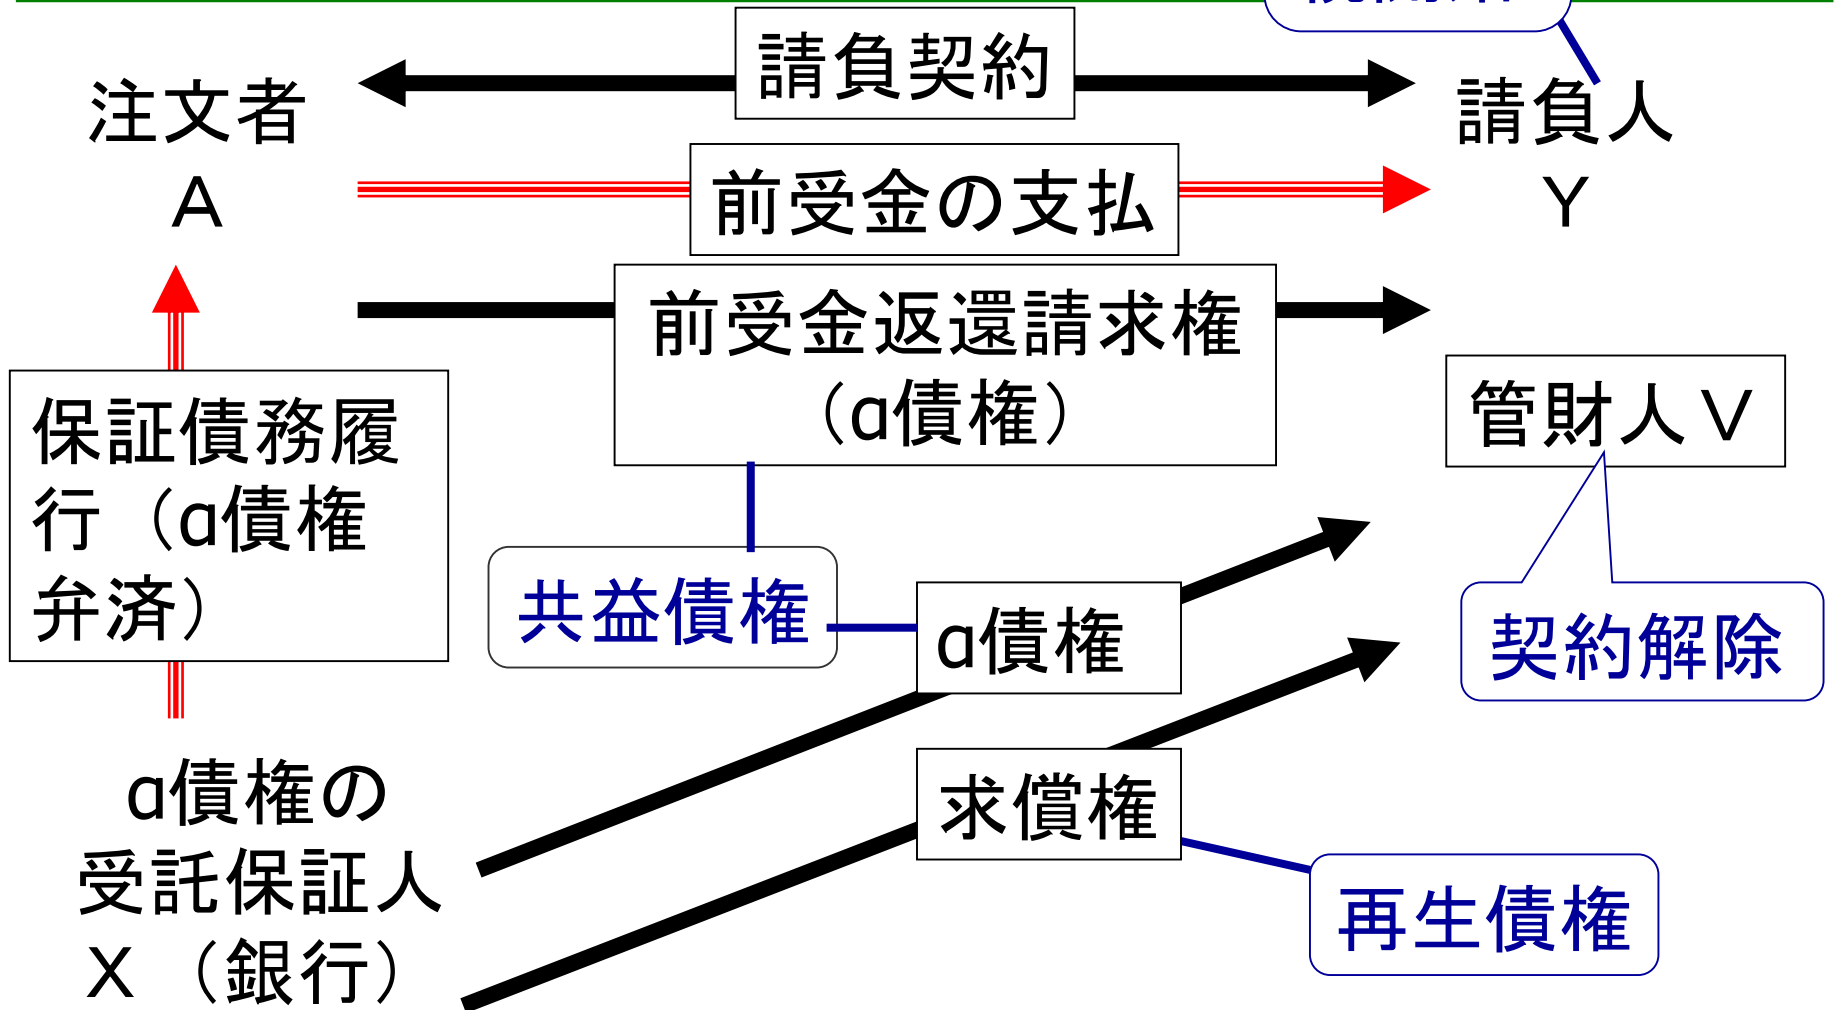 請負契約
注文者
A
請負人
Y
前受金の支払
前受金返還請求権
（α債権）
管財人V
保証債務履
行（α債権
弁済）
共益債権
α債権
契約解除
求償権
α債権の
受託保証人
X（銀行）
再生債権